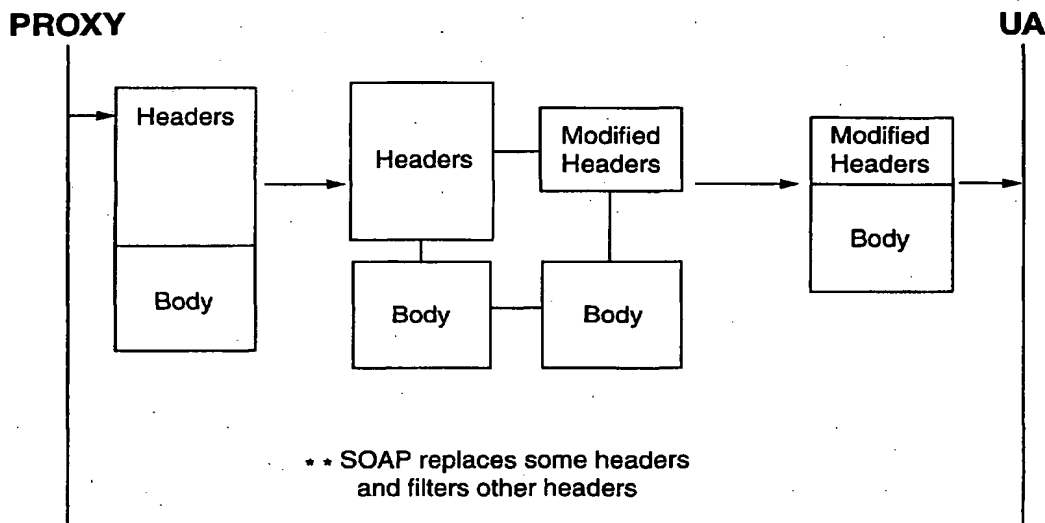 PROXY
UA
Headers
Body
Headers
Body
Modified
Headers
Body
Modified
Headers
Body
** SOAP replaces some headers
and filters other headers